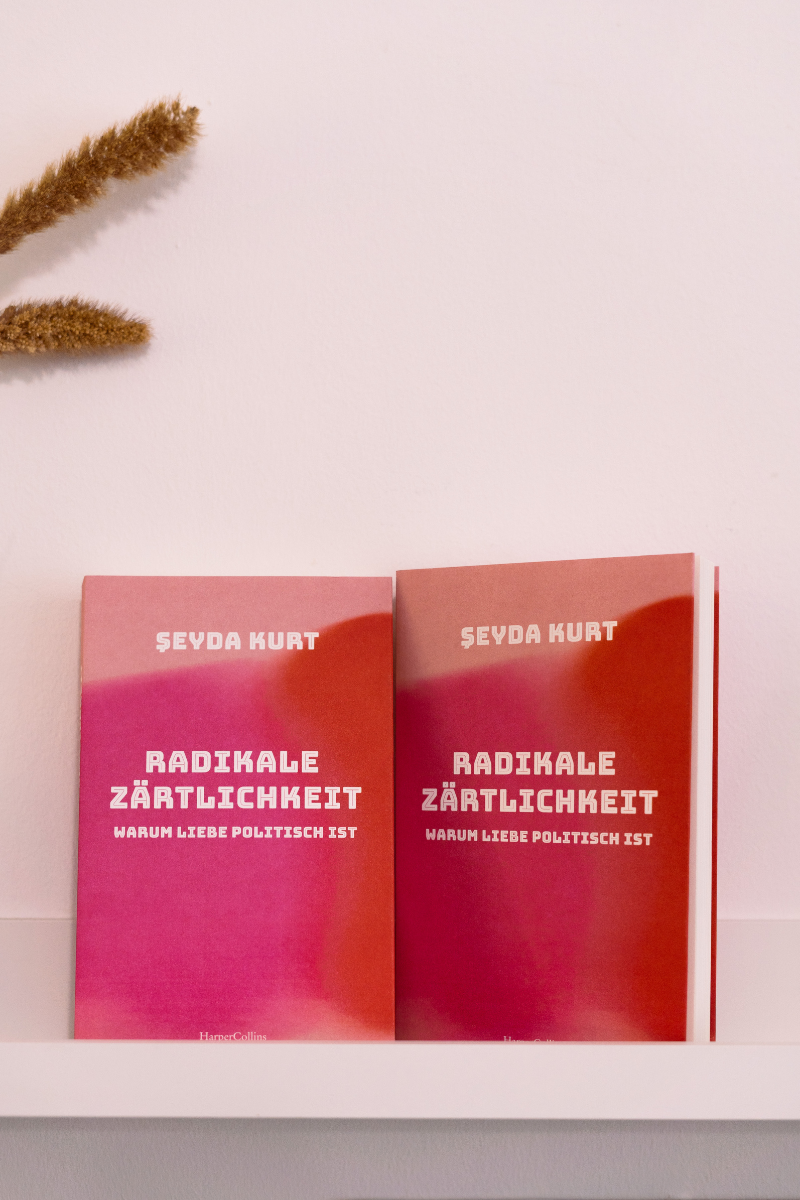 ŞEYDA KURT
RADIKALE
ZÄRTLICHKEIT
WARUM LIEBE POLITISCH IST
HarperCollins
ŞEYDA KURT
RADIKALE
ZÄRTLICHKEIT
WARUM LIEBE POLITISCH IST